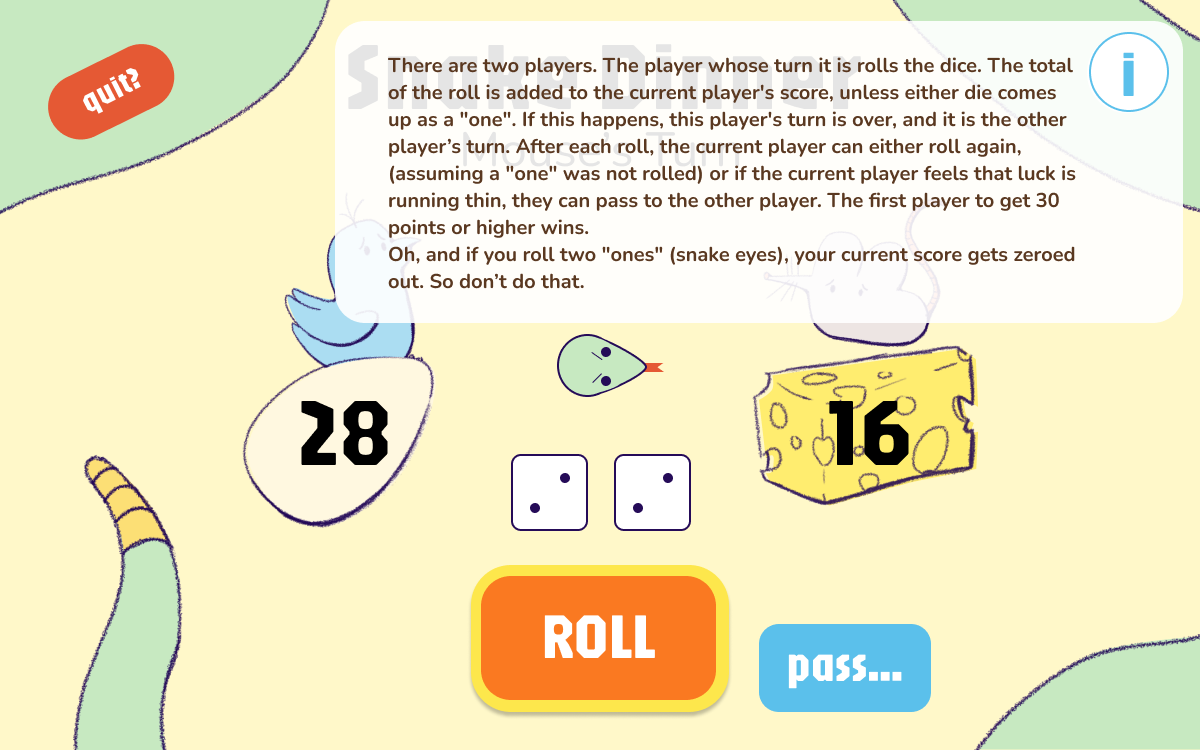 quit?
Snake Dinner
Mouse's Turn
There are two players. The player whose turn it is rolls the dice. The total
of the roll is added to the current player's score, unless either die comes
up as a "one". If this happens, this player's turn is over, and it is the other
player’s turn. After each roll, the current player can either roll again,
(assuming a "one" was not rolled) or if the current player feels that luck is
running thin, they can pass to the other player. The first player to get 30
points or higher wins.
Oh, and if you roll two "ones" (snake eyes), your current score gets zeroed
out. So don’t do that.
i
28
16
ROLL
pass...